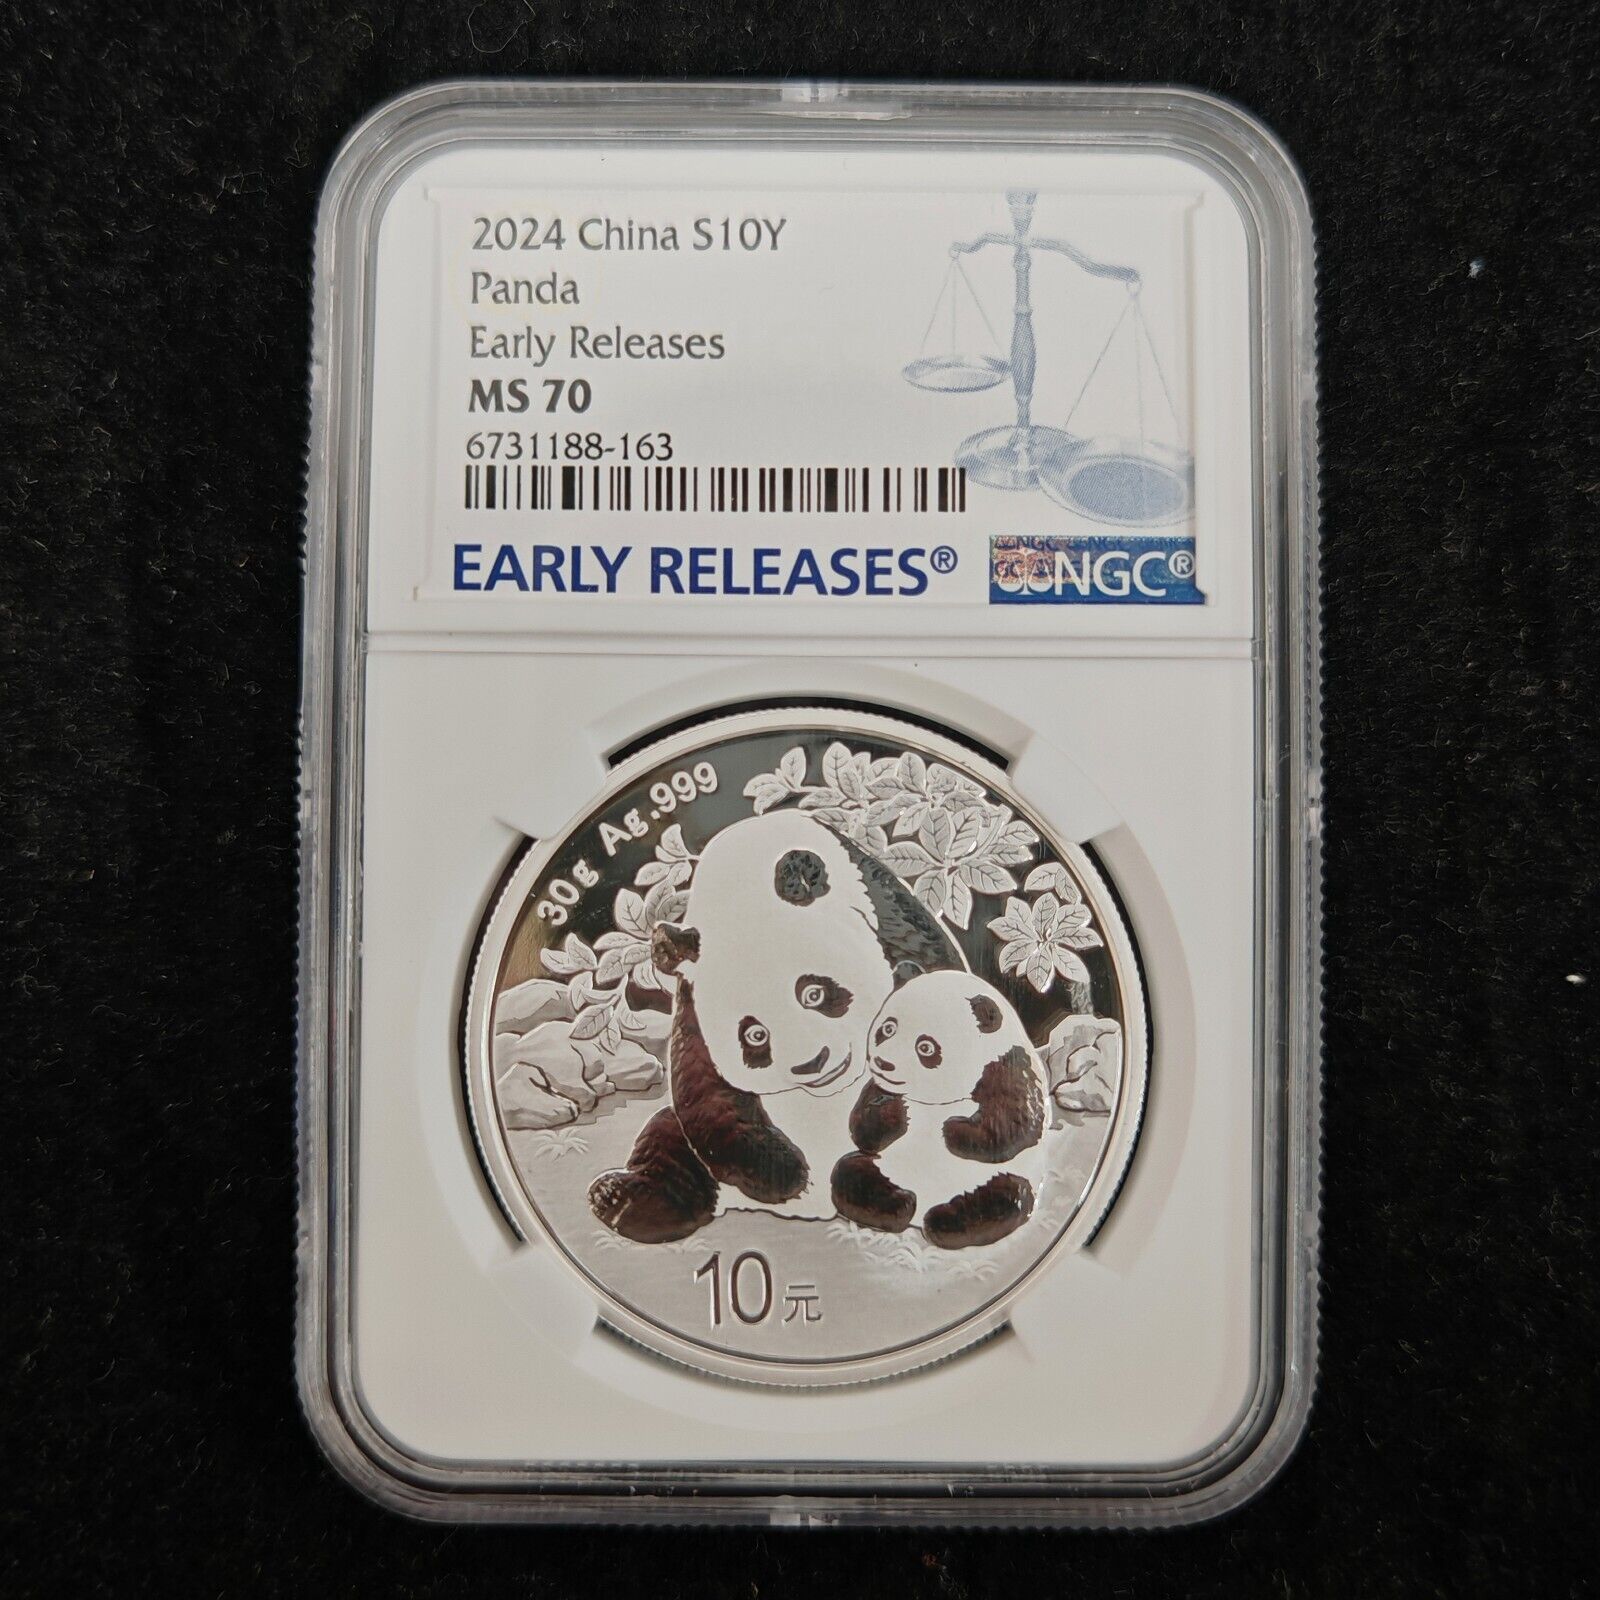 2024 China S10Y
Panda
Early Releases
MS 70
6731188-163
EARLY RELEASES®
NGC®
30g Ag.999
10元